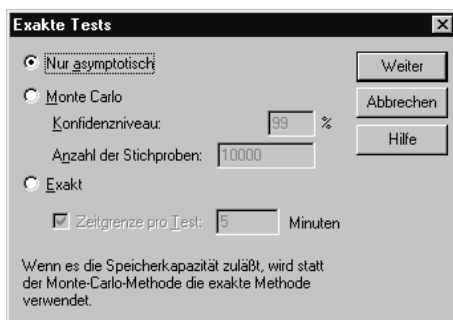 Exakte Tests
Nur asymptotisch
Weiter
Monte Carlo
Abbrechen
Konfidenzniveau: 99 %
Hilfe
Anzahl der Stichproben: 10000
Exakt
Zeitgrenze pro Test: 5 Minuten
Wenn es die Speicherkapazität zuläßt, wird statt
der Monte-Carlo-Methode die exakte Methode
verwendet.